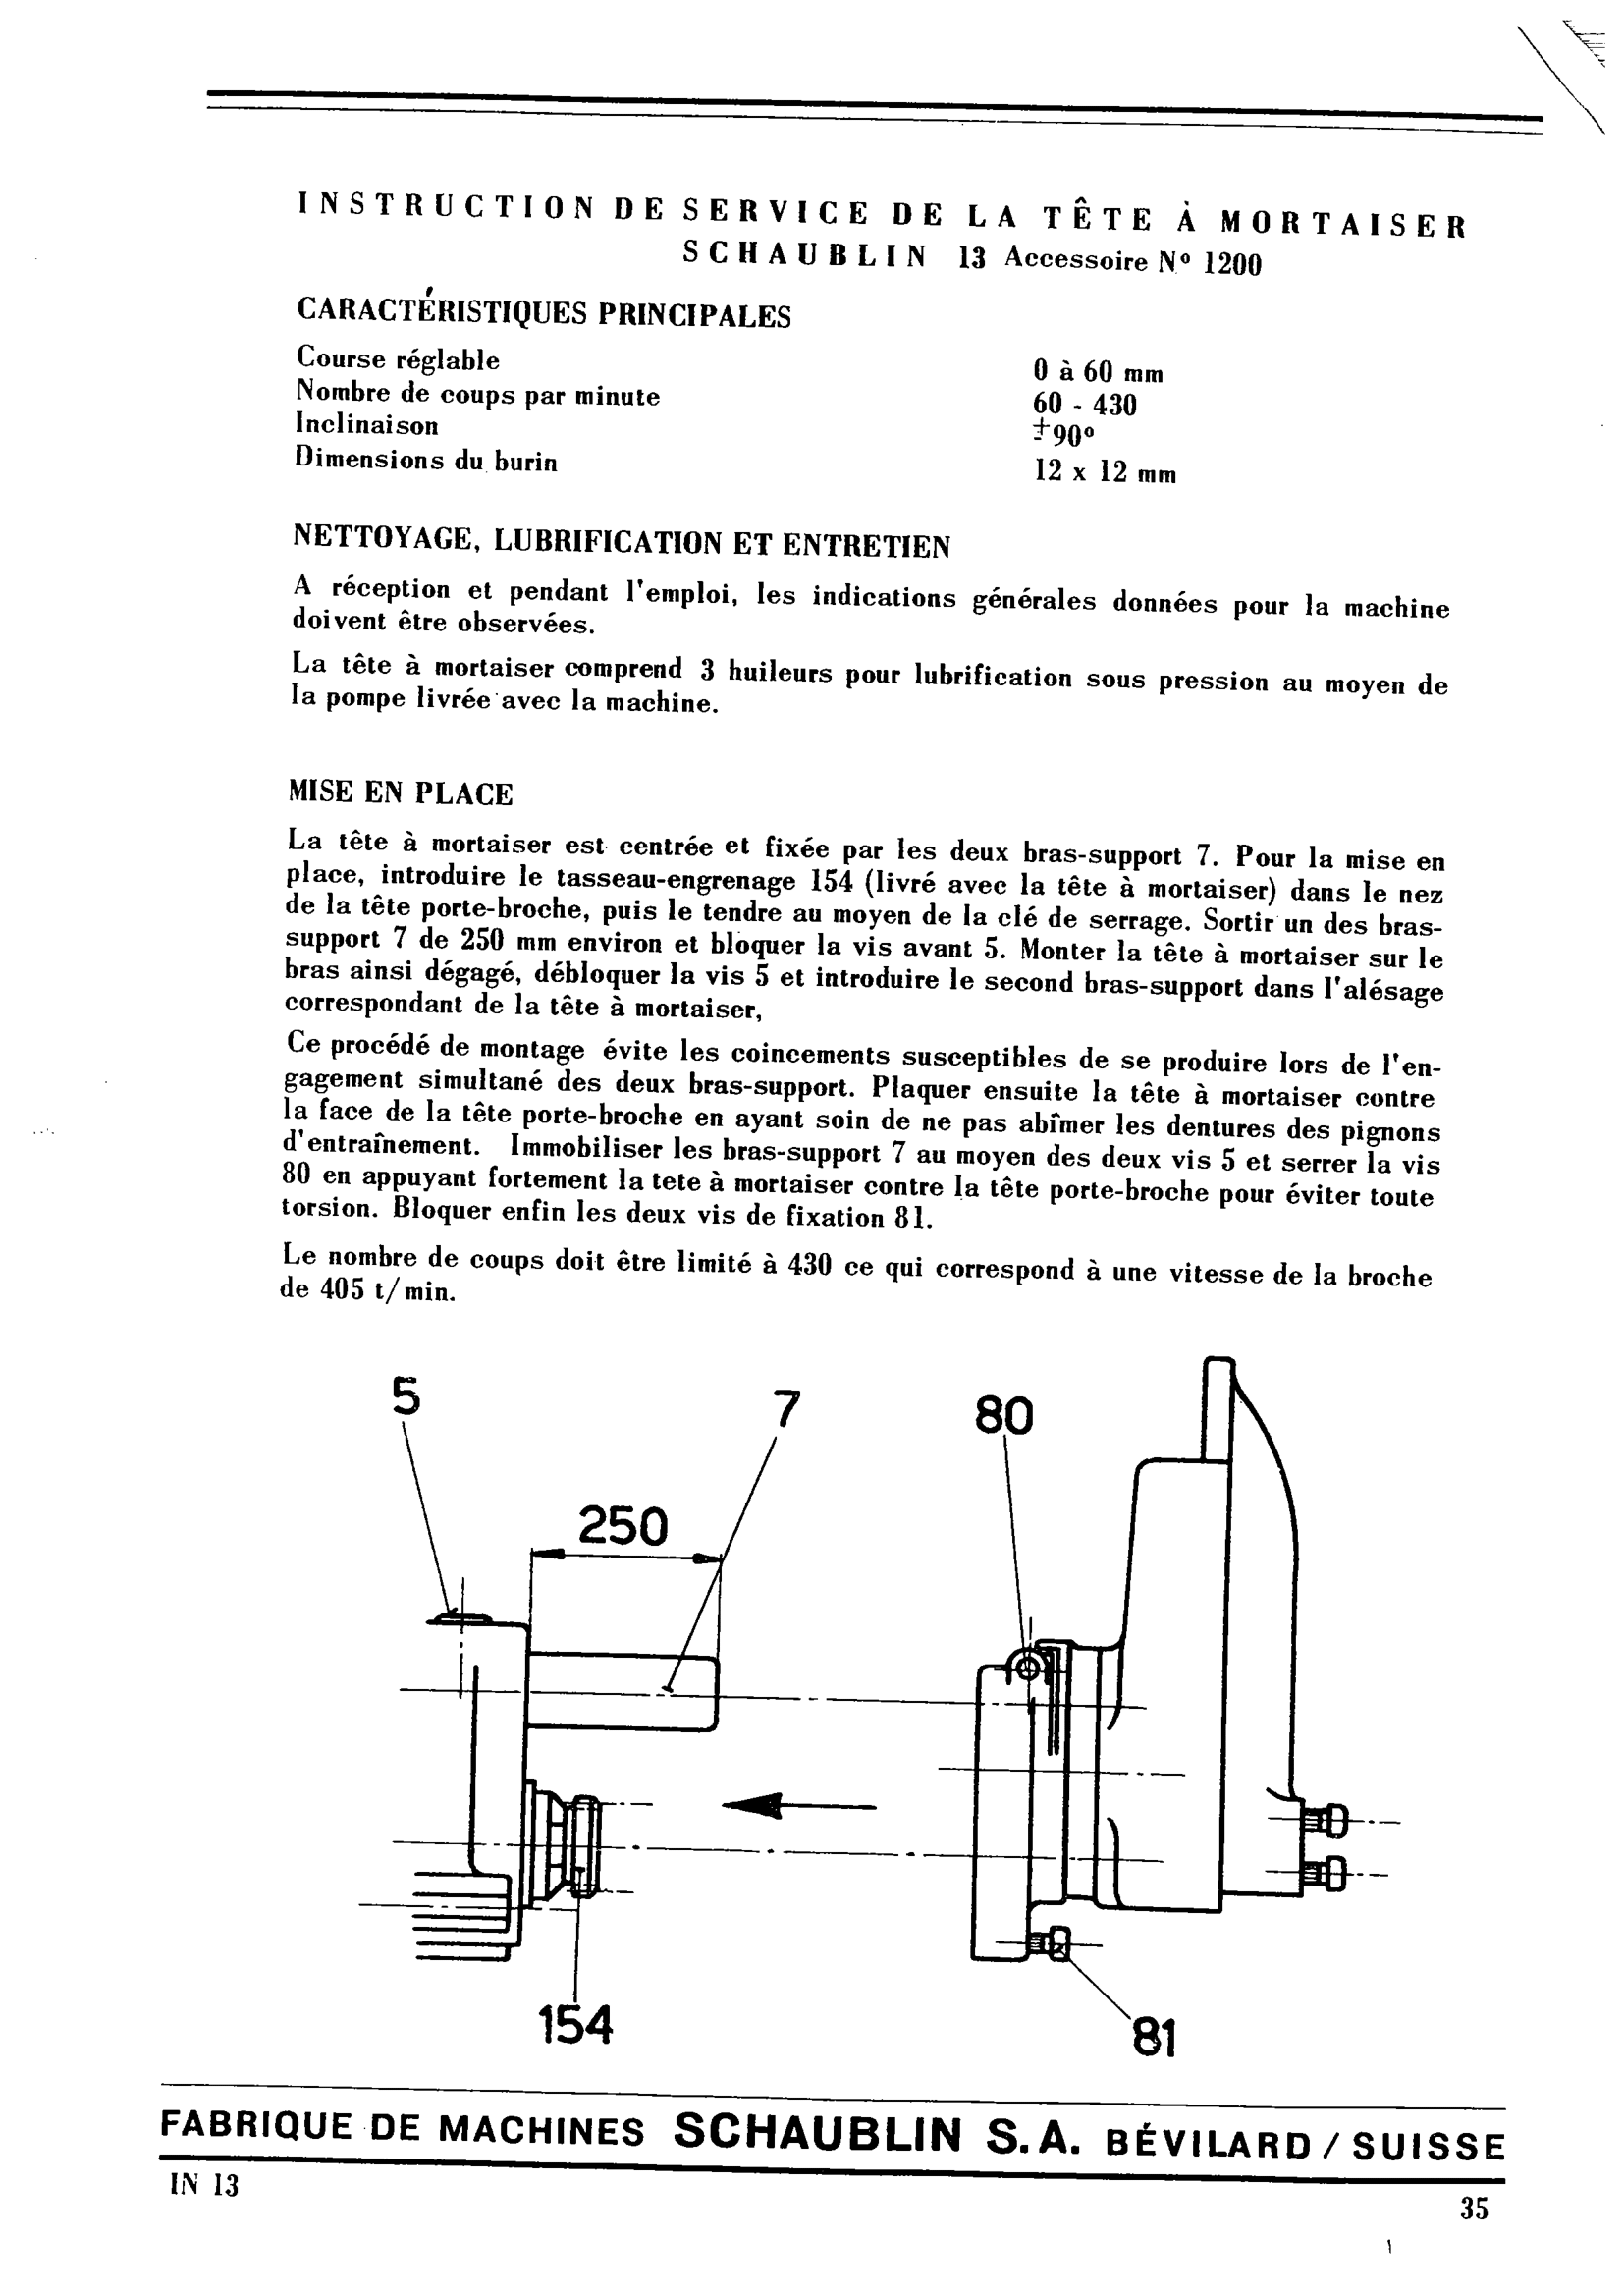 INSTRUCTION DE SERVICE DE LA TÊTE À MORTAISER
SCHAUBLIN 13 Accessoire Nº 1200
CARACTÉRISTIQUES PRINCIPALES
Course réglable 0 à 60 mm
Nombre de coups par minute 60 - 430
Inclinaison ±90º
Dimensions du burin 12 x 12 mm
NETTOYAGE, LUBRIFICATION ET ENTRETIEN
A réception et pendant l'emploi, les indications générales données pour la machine
doivent être observées.
La tête à mortaiser comprend 3 huileurs pour lubrification sous pression au moyen de
la pompe livrée avec la machine.
MISE EN PLACE
La tête à mortaiser est centrée et fixée par les deux bras-support 7. Pour la mise en
place, introduire le tasseau-engrenage 154 (livré avec la tête à mortaiser) dans le nez
de la tête porte-broche, puis le tendre au moyen de la clé de serrage. Sortir un des bras-
support 7 de 250 mm environ et bloquer la vis avant 5. Monter la tête à mortaiser sur le
bras ainsi dégagé, débloquer la vis 5 et introduire le second bras-support dans l'alésage
correspondant de la tête à mortaiser,
Ce procédé de montage évite les coincements susceptibles de se produire lors de l'en-
gagement simultané des deux bras-support. Plaquer ensuite la tête à mortaiser contre
la face de la tête porte-broche en ayant soin de ne pas abîmer les dentures des pignons
d'entraînement. Immobiliser les bras-support 7 au moyen des deux vis 5 et serrer la vis
80 en appuyant fortement la tete à mortaiser contre la tête porte-broche pour éviter toute
torsion. Bloquer enfin les deux vis de fixation 81.
Le nombre de coups doit être limité à 430 ce qui correspond à une vitesse de la broche
de 405 t/min.
5
7
80
250
154
81
FABRIQUE DE MACHINES SCHAUBLIN S.A. BÉVILARD / SUISSE
IN 13
35